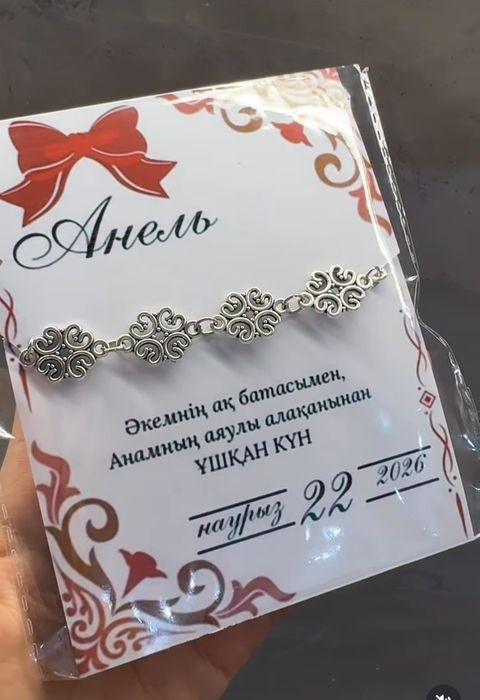 Анель
Әкемнің ақ батасымен,
Анамның аяулы алақанынан
ҰШҚАН КҮН
наурыз 22 2026